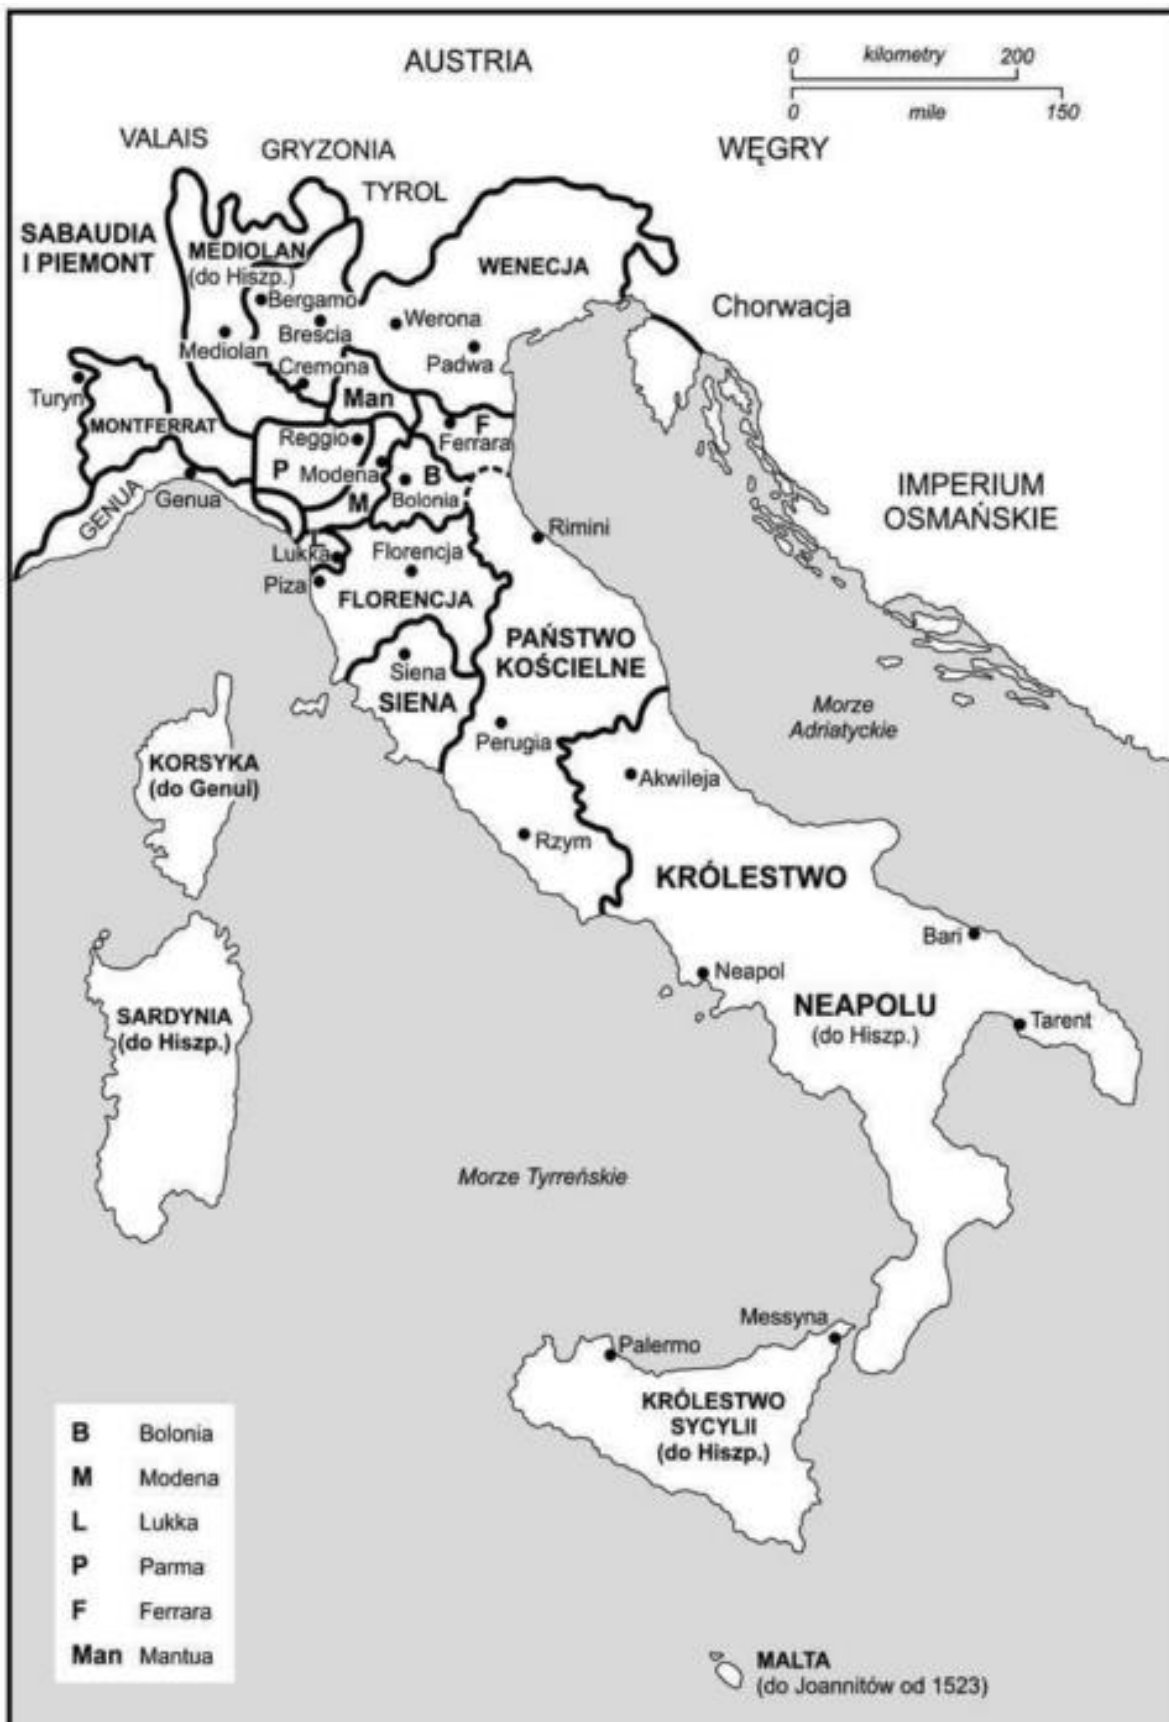 AUSTRIA
0 kilometry 200
0 mile 150
VALAIS
GRYZONIA
WĘGRY
TYROL
SABAUDIA
I PIEMONT
MEDIOLAN
(do Hiszp.)
WENECJA
Bergamo
Chorwacja
Brescia
Werona
Mediolan
Padwa
Cremona
Turyn
Man
MONTFERRAT
F
Ferrara
Reggio
P
Modena
B
GENUA
Genua
M
Bolonia
IMPERIUM
OSMAŃSKIE
Rimini
L
Lukka
Florencja
Piza
FLORENCJA
PAŃSTWO
KOŚCIELNE
Siena
SIENA
Morze
Adriatyckie
Perugia
KORSYKA
(do Genui)
Akwileja
Rzym
KRÓLESTWO
Bari
Neapol
NEAPOLU
(do Hiszp.)
SARDYNIA
(do Hiszp.)
Tarent
Morze Tyrreńskie
Messyna
Palermo
KRÓLESTWO
SYCYLII
(do Hiszp.)
B Bolonia
M Modena
L Lukka
P Parma
F Ferrara
Man Mantua
MALTA
(do Joannitów od 1523)